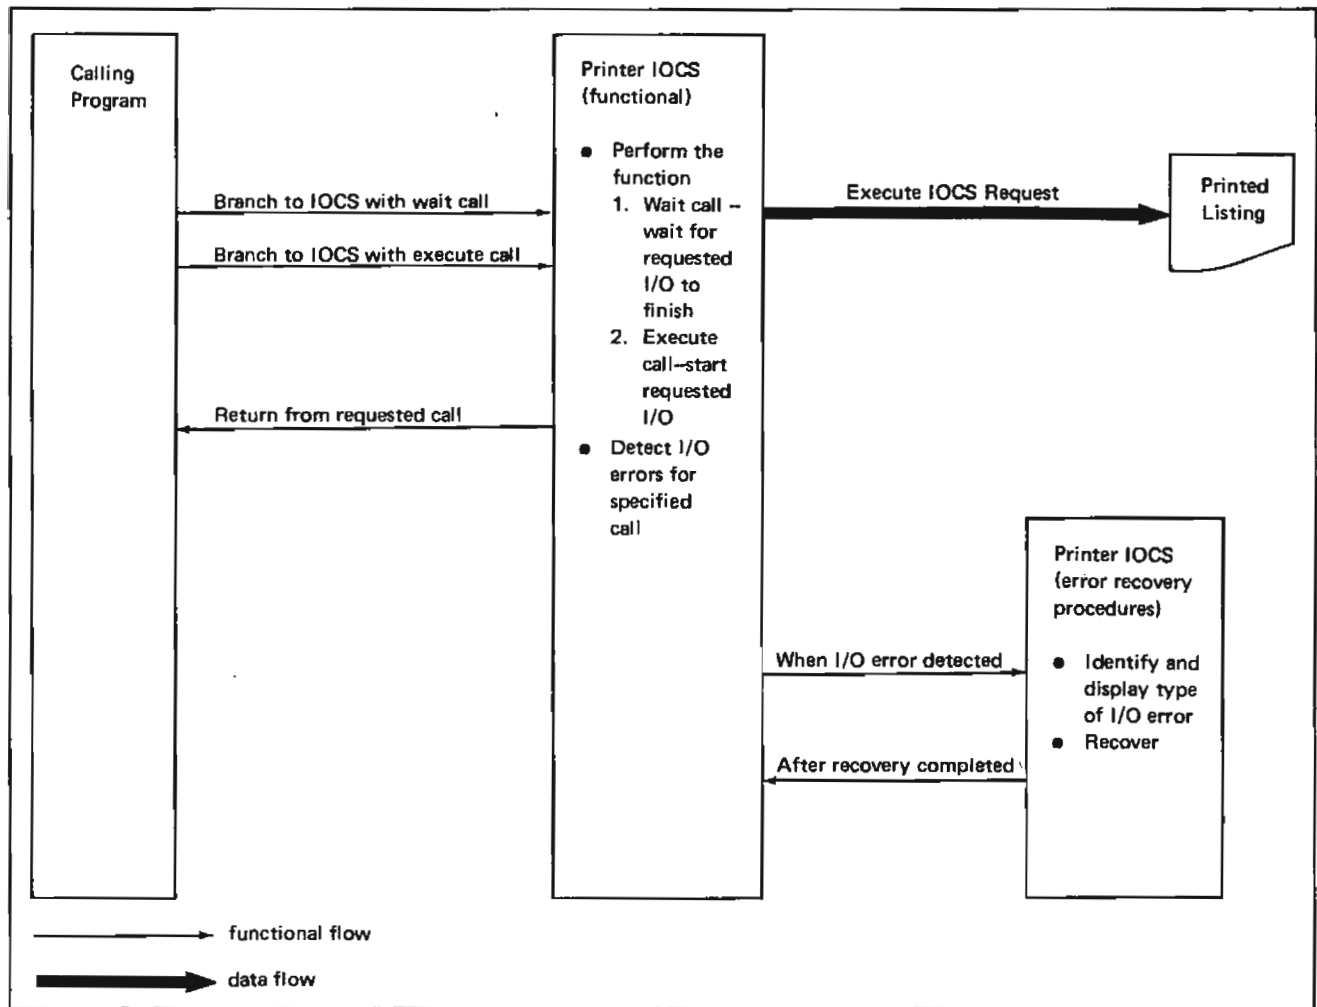 Calling
Program
Branch to IOCS with wait call
Branch to IOCS with execute call
Return from requested call
Printer IOCS
(functional)
● Perform the
function
1. Wait call –
wait for
requested
I/O to
finish
2. Execute
call–start
requested
I/O
● Detect I/O
errors for
specified
call
Execute IOCS Request
Printed
Listing
When I/O error detected
After recovery completed
Printer IOCS
(error recovery
procedures)
● Identify and
display type
of I/O error
● Recover
functional flow
data flow